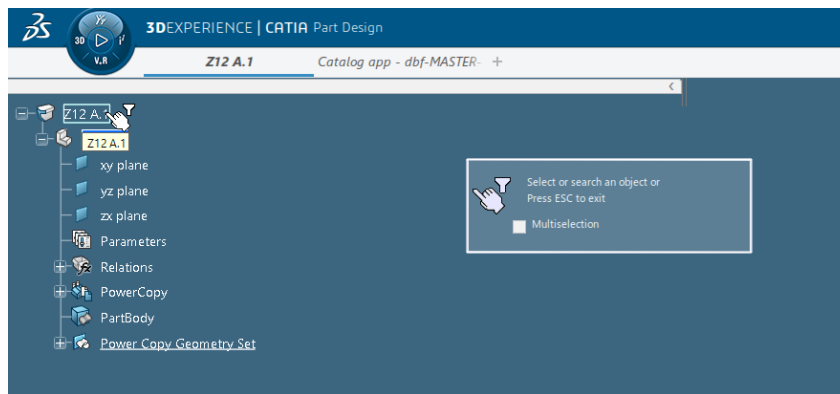 3DEXPERIENCE | CATIA Part Design
3D
V.R
Z12 A.1
Catalog app - dbf-MASTER-
Z12 A.1
Z12 A.1
xy plane
yz plane
zx plane
Parameters
Relations
PowerCopy
PartBody
Power Copy Geometry Set
Select or search an object or
Press ESC to exit
Multiselection